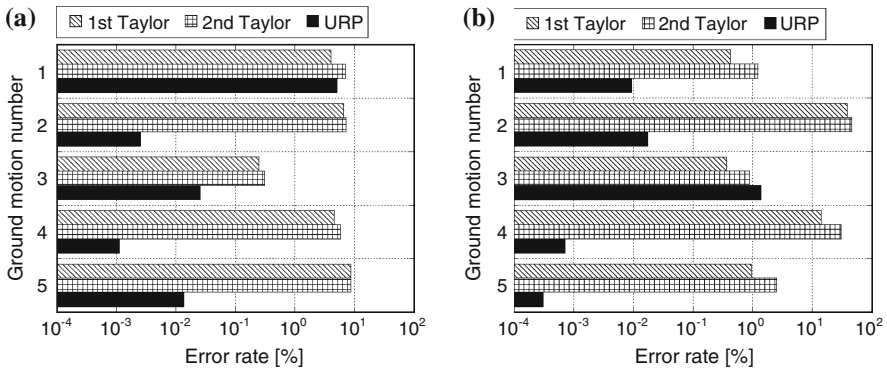 (a)
1st Taylor 2nd Taylor URP
Ground motion number
1
2
3
4
5
10^-4 10^-3 10^-2 10^-1 10^0 10^1 10^2
Error rate [%]
(b)
1st Taylor 2nd Taylor URP
Ground motion number
1
2
3
4
5
10^-4 10^-3 10^-2 10^-1 10^0 10^1 10^2
Error rate [%]